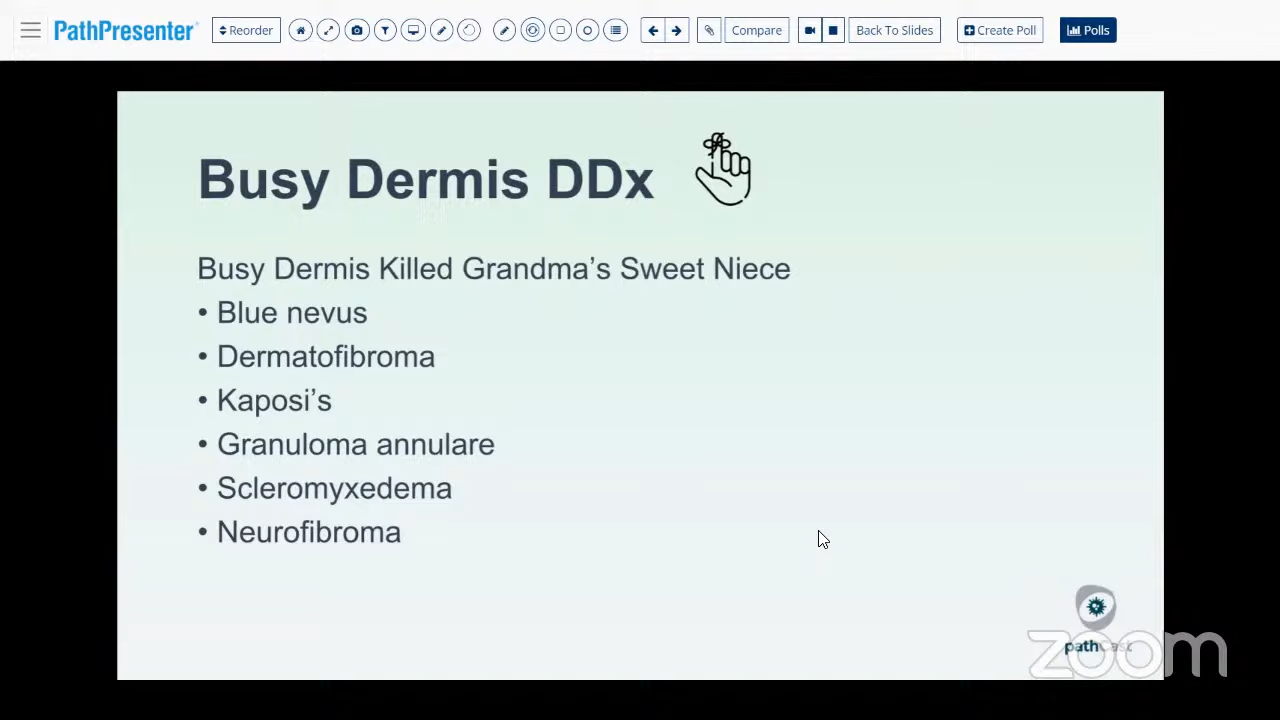 PathPresenter
Reorder
Compare
Back To Slides
Create Poll
Polls
Busy Dermis DDx
Busy Dermis Killed Grandma's Sweet Niece
• Blue nevus
• Dermatofibroma
• Kaposi's
• Granuloma annulare
• Scleromyxedema
• Neurofibroma
pathCast
zoom